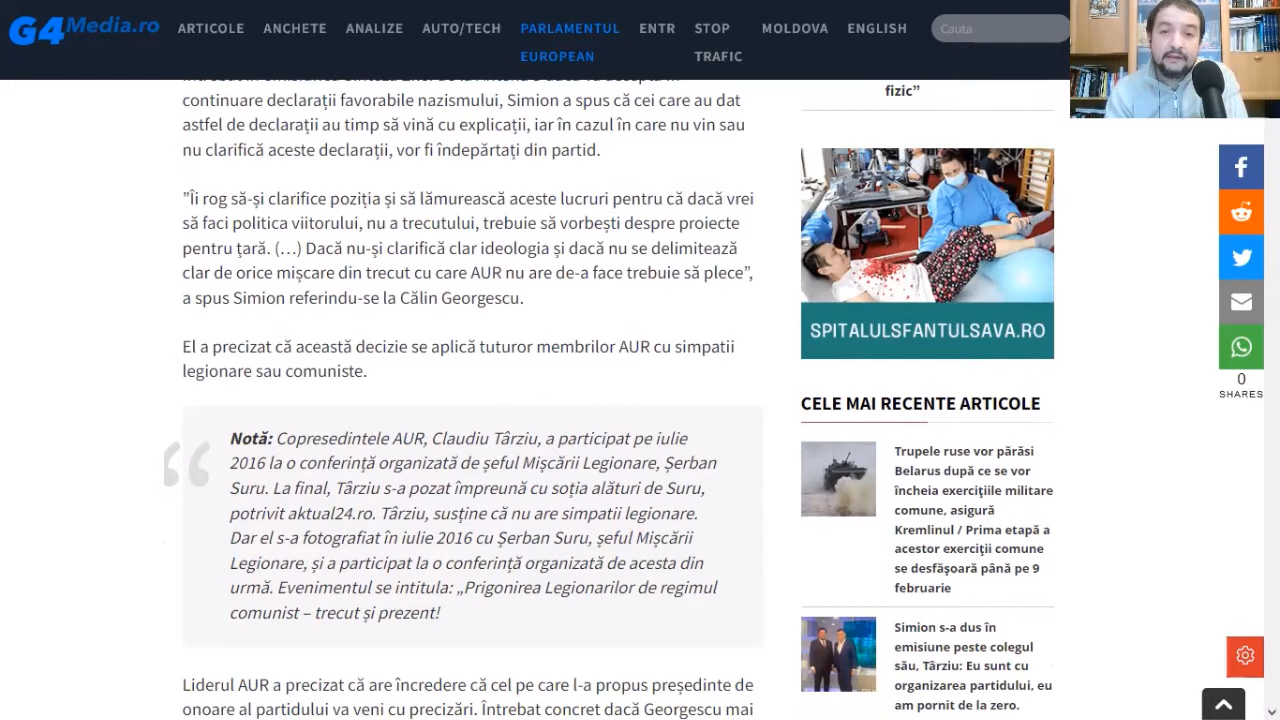 G4Media.ro
ARTICOLE
ANCHETE
ANALIZE
AUTO/TECH
PARLAMENTUL
EUROPEAN
ENTR
STOP
TRAFIC
MOLDOVA
ENGLISH
Cauta
continuare declarații favorabile nazismului, Simion a spus că cei care au dat
astfel de declarații au timp să vină cu explicații, iar în cazul în care nu vin sau
nu clarifică aceste declarații, vor fi îndepărtați din partid.
”Îi rog să-și clarifice poziția și să lămurească aceste lucruri pentru că dacă vrei
să faci politica viitorului, nu a trecutului, trebuie să vorbești despre proiecte
pentru țară. (…) Dacă nu-și clarifică clar ideologia și dacă nu se delimitează
clar de orice mișcare din trecut cu care AUR nu are de-a face trebuie să plece”,
a spus Simion referindu-se la Călin Georgescu.
El a precizat că această decizie se aplică tuturor membrilor AUR cu simpatii
legionare sau comuniste.
Notă: Copresedintele AUR, Claudiu Târziu, a participat pe iulie
2016 la o conferință organizată de șeful Mișcării Legionare, Șerban
Suru. La final, Târziu s-a pozat împreună cu soția alături de Suru,
potrivit aktual24.ro. Târziu, susține că nu are simpatii legionare.
Dar el s-a fotografiat în iulie 2016 cu Șerban Suru, șeful Mișcării
Legionare, și a participat la o conferință organizată de acesta din
urmă. Evenimentul se intitula: „Prigonirea Legionarilor de regimul
comunist – trecut și prezent!
Liderul AUR a precizat că are încredere că cel pe care l-a propus președinte de
onoare al partidului va veni cu precizări. Întrebat concret dacă Georgescu mai
fizic”
SPITALULSFANTULSAVA.RO
CELE MAI RECENTE ARTICOLE
Trupele ruse vor părăsi
Belarus după ce se vor
încheia exercițiile militare
comune, asigură
Kremlinul / Prima etapă a
acestor exerciții comune
se desfășoară până pe 9
februarie
Simion s-a dus în
emisiune peste colegul
său, Târziu: Eu sunt cu
organizarea partidului, eu
am pornit de la zero.
0
SHARES